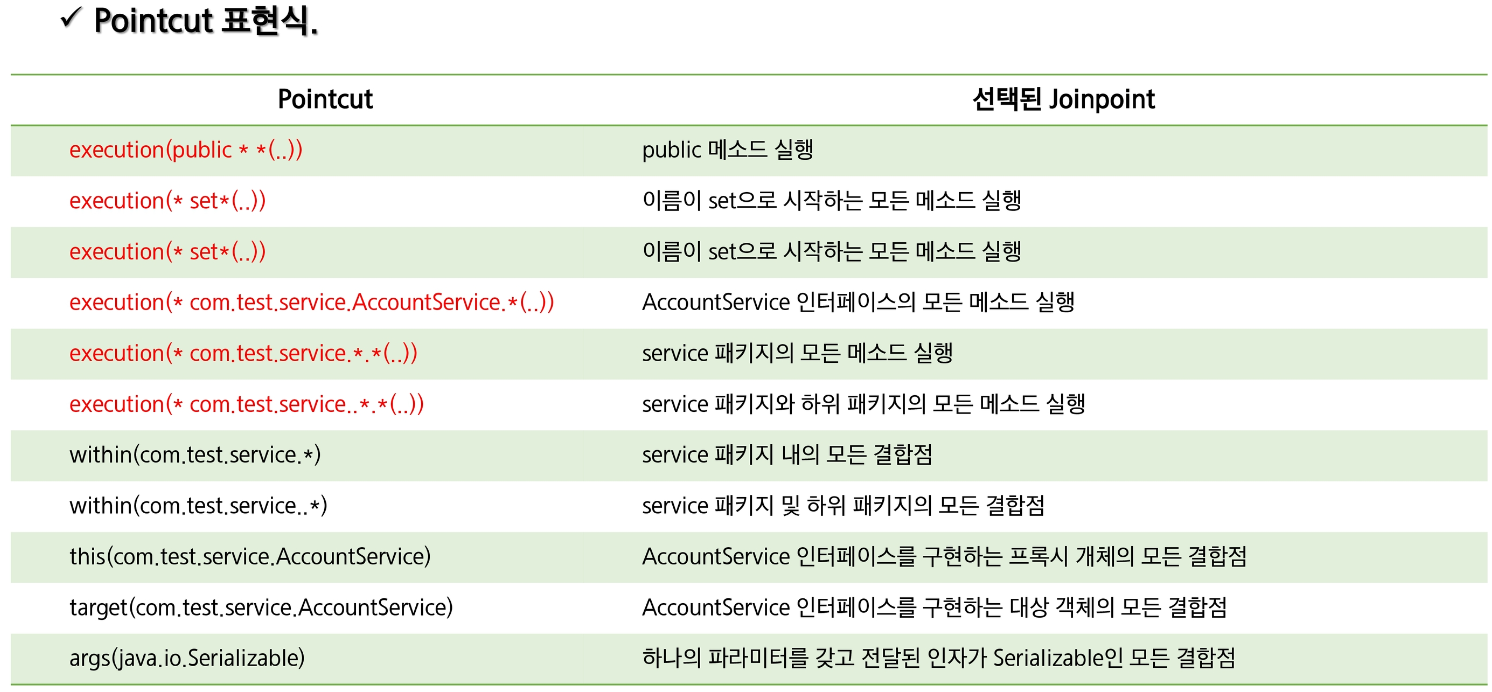 ✓ Pointcut 표현식.
Pointcut 선택된 Joinpoint
execution(public * *(..)) public 메소드 실행
execution(* set*(..)) 이름이 set으로 시작하는 모든 메소드 실행
execution(* set*(..)) 이름이 set으로 시작하는 모든 메소드 실행
execution(* com.test.service.AccountService.*(..)) AccountService 인터페이스의 모든 메소드 실행
execution(* com.test.service.*.*(..)) service 패키지의 모든 메소드 실행
execution(* com.test.service..*.*(..)) service 패키지와 하위 패키지의 모든 메소드 실행
within(com.test.service.*) service 패키지 내의 모든 결합점
within(com.test.service..*) service 패키지 및 하위 패키지의 모든 결합점
this(com.test.service.AccountService) AccountService 인터페이스를 구현하는 프록시 개체의 모든 결합점
target(com.test.service.AccountService) AccountService 인터페이스를 구현하는 대상 객체의 모든 결합점
args(java.io.Serializable) 하나의 파라미터를 갖고 전달된 인자가 Serializable인 모든 결합점